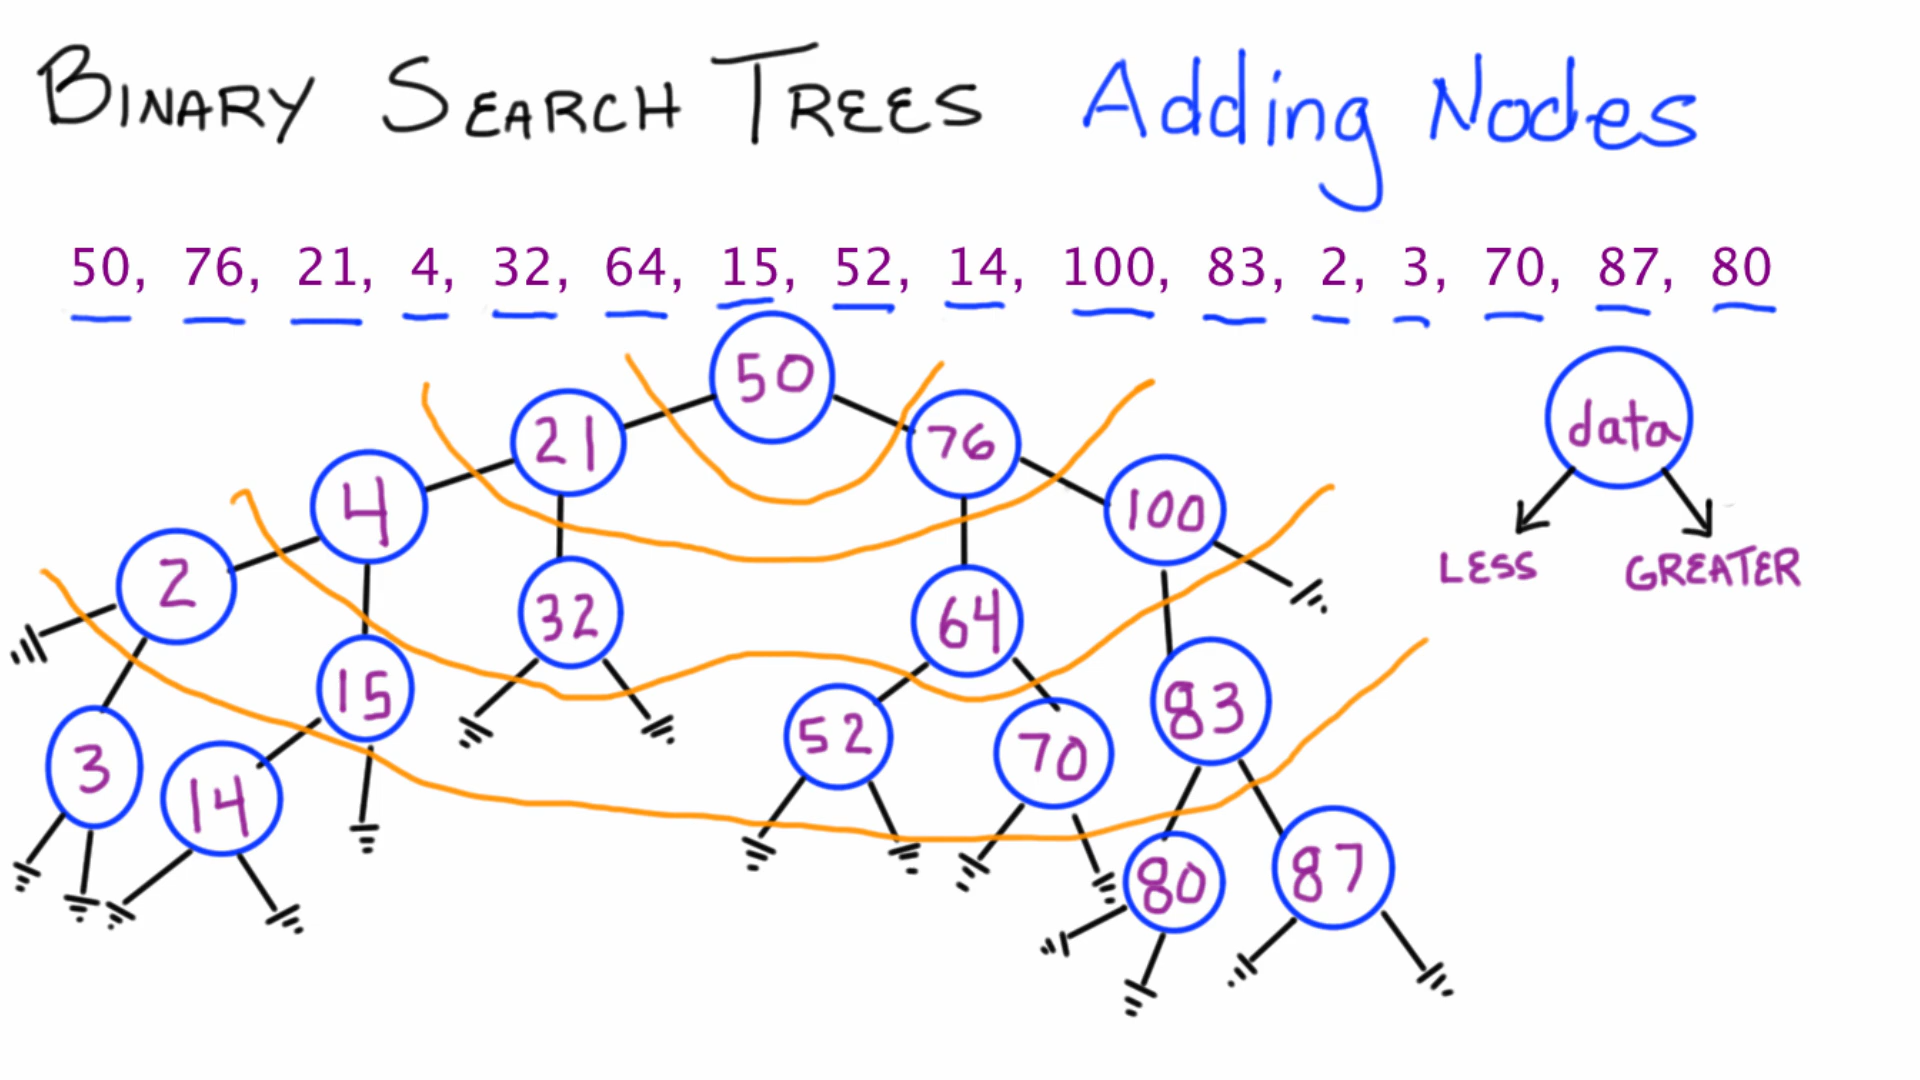 BINARY SEARCH TREES Adding Nodes
50, 76, 21, 4, 32, 64, 15, 52, 14, 100, 83, 2, 3, 70, 87, 80
50
21 76
data
4 100
LESS GREATER
2 32 64
15 83
3 14 52 70
80 87